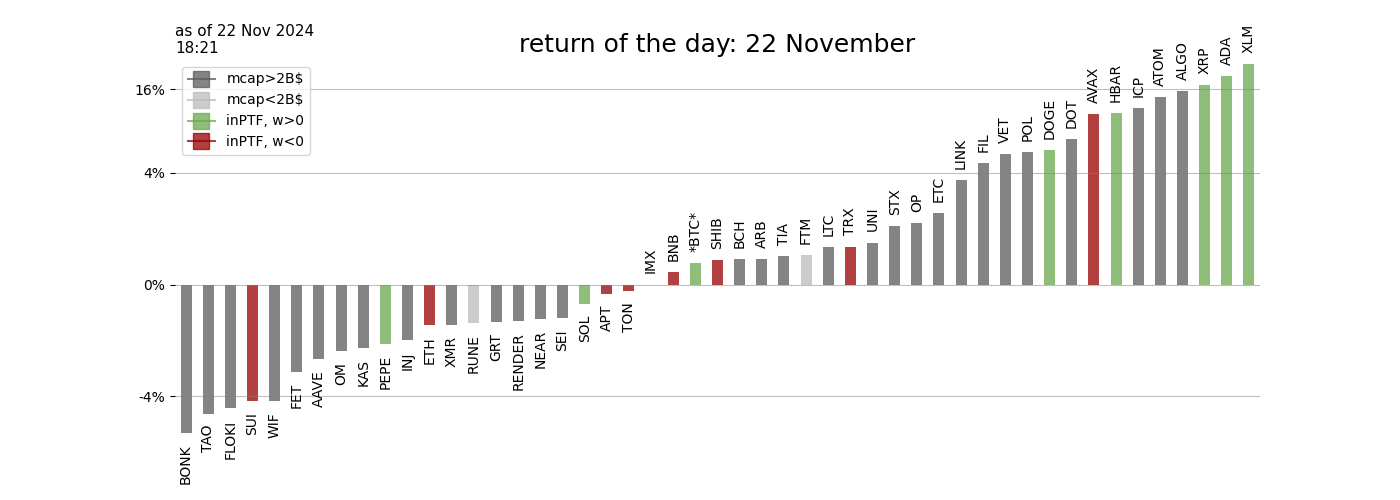 as of 22 Nov 2024
18:21
return of the day: 22 November
mcap>2B$
mcap<2B$
inPTF, w>0
inPTF, w<0
16%
4%
0%
-4%
BONK
TAO
FLOKI
SUI
WIF
FET
AAVE
OM
KAS
PEPE
INJ
ETH
XMR
RUNE
GRT
RENDER
NEAR
SEI
SOL
APT
TON
IMX
BNB
*BTC*
SHIB
BCH
ARB
TIA
FTM
LTC
TRX
UNI
STX
OP
ETC
LINK
FIL
VET
POL
DOGE
DOT
AVAX
HBAR
ICP
ATOM
ALGO
XRP
ADA
XLM